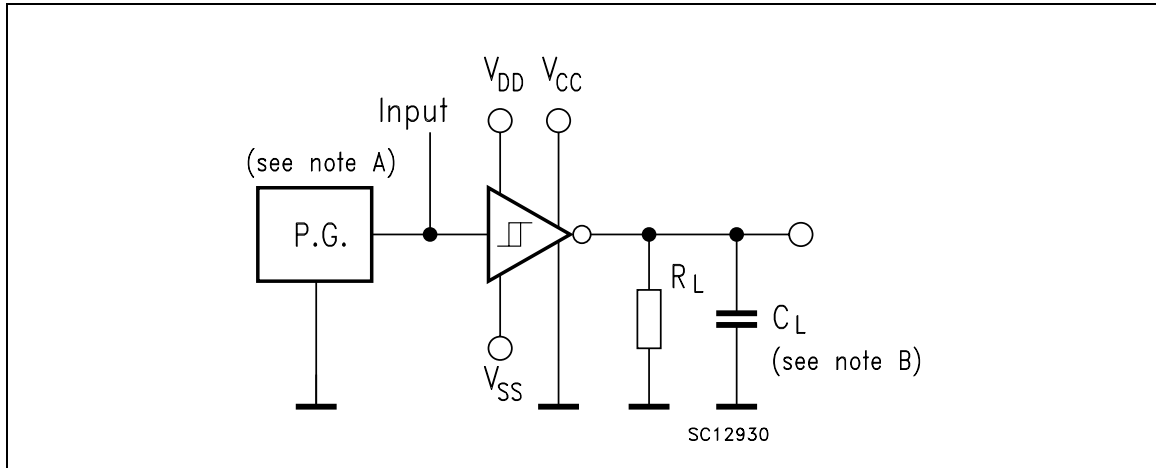 V_DD V_CC
Input
(see note A)
P.G.
R_L
C_L
(see note B)
V_SS
SC12930